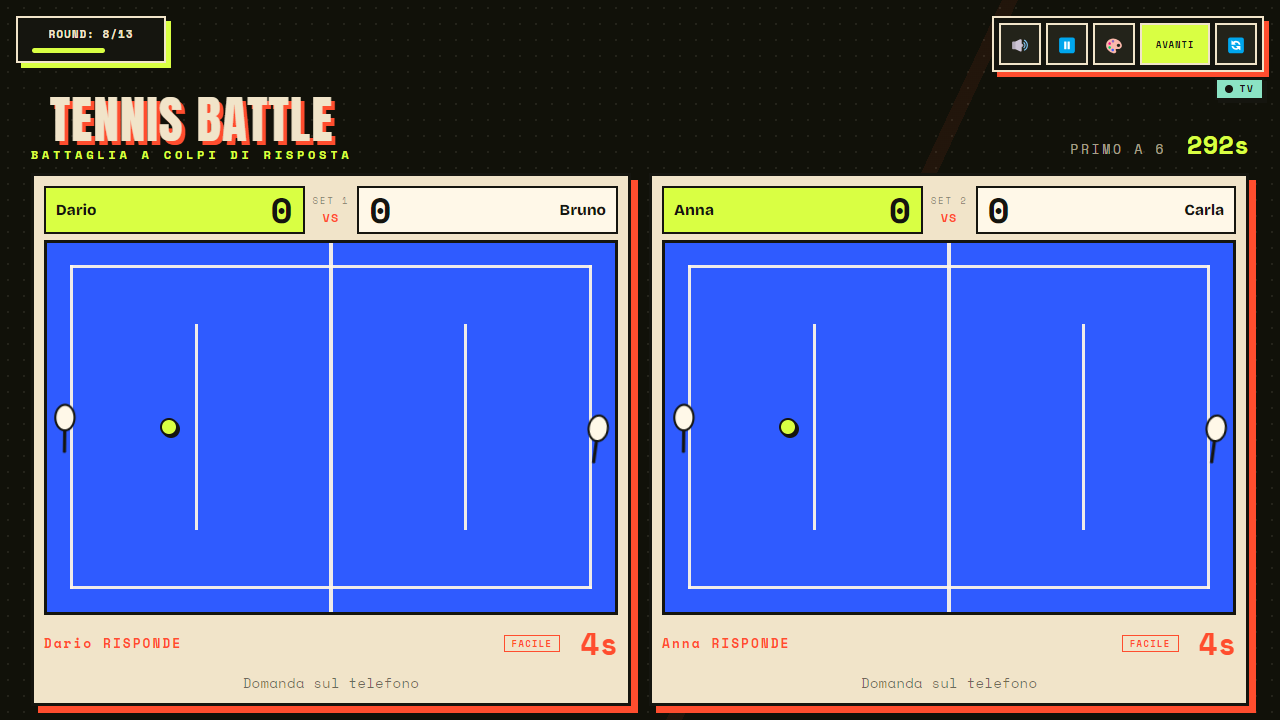 ROUND: 8/13
AVANTI
TV
TENNIS BATTLE
BATTAGLIA A COLPI DI RISPOSTA
PRIMO A 6 292s
Dario 0 SET 1 VS 0 Bruno
Anna 0 SET 2 VS 0 Carla
Dario RISPONDE FACILE 4s
Domanda sul telefono
Anna RISPONDE FACILE 4s
Domanda sul telefono